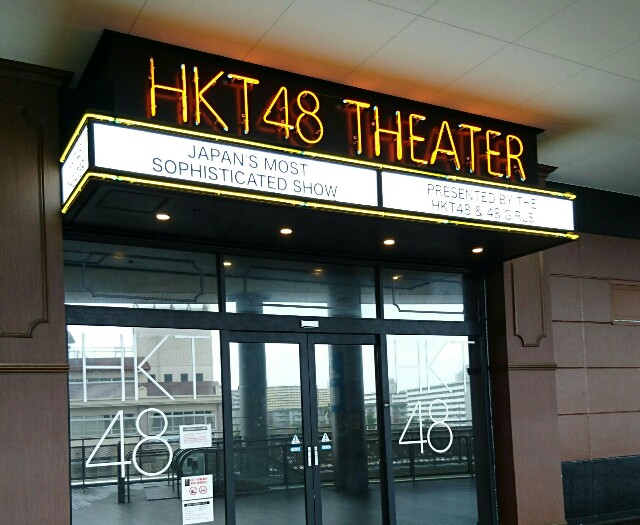 HKT48 THEATER
JAPAN'S MOST
SOPHISTICATED SHOW
PRESENTED BY THE
HKT48 & 48 GIRLS
HKT
48
HKT
48